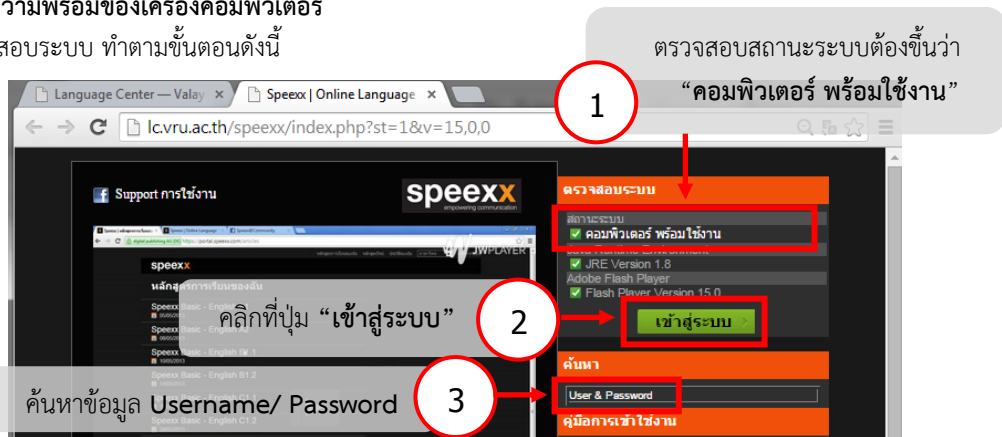 ความพร้อมของเครื่องคอมพิวเตอร์
สอบระบบ ทำตามขั้นตอนดังนี้
ตรวจสอบสถานะระบบต้องขึ้นว่า
“คอมพิวเตอร์ พร้อมใช้งาน”
1
Language Center — Valay
Speexx | Online Language
lc.vru.ac.th/speexx/index.php?st=1&v=15,0,0
Support การใช้งาน
speexx
empowering communication
ตรวจสอบระบบ
สถานะระบบ
คอมพิวเตอร์ พร้อมใช้งาน
JRE Version 1.8
Adobe Flash Player
Flash Player Version 15.0
เข้าสู่ระบบ
JWPLAYER 6
speexx
หลักสูตรการเรียนของฉัน
คลิกที่ปุ่ม “เข้าสู่ระบบ”
2
Speexx Basic - English B1.2
ค้นหา
User & Password
คู่มือการเข้าใช้งาน
ค้นหาข้อมูล Username/ Password
3
Speexx Basic - English C1.2